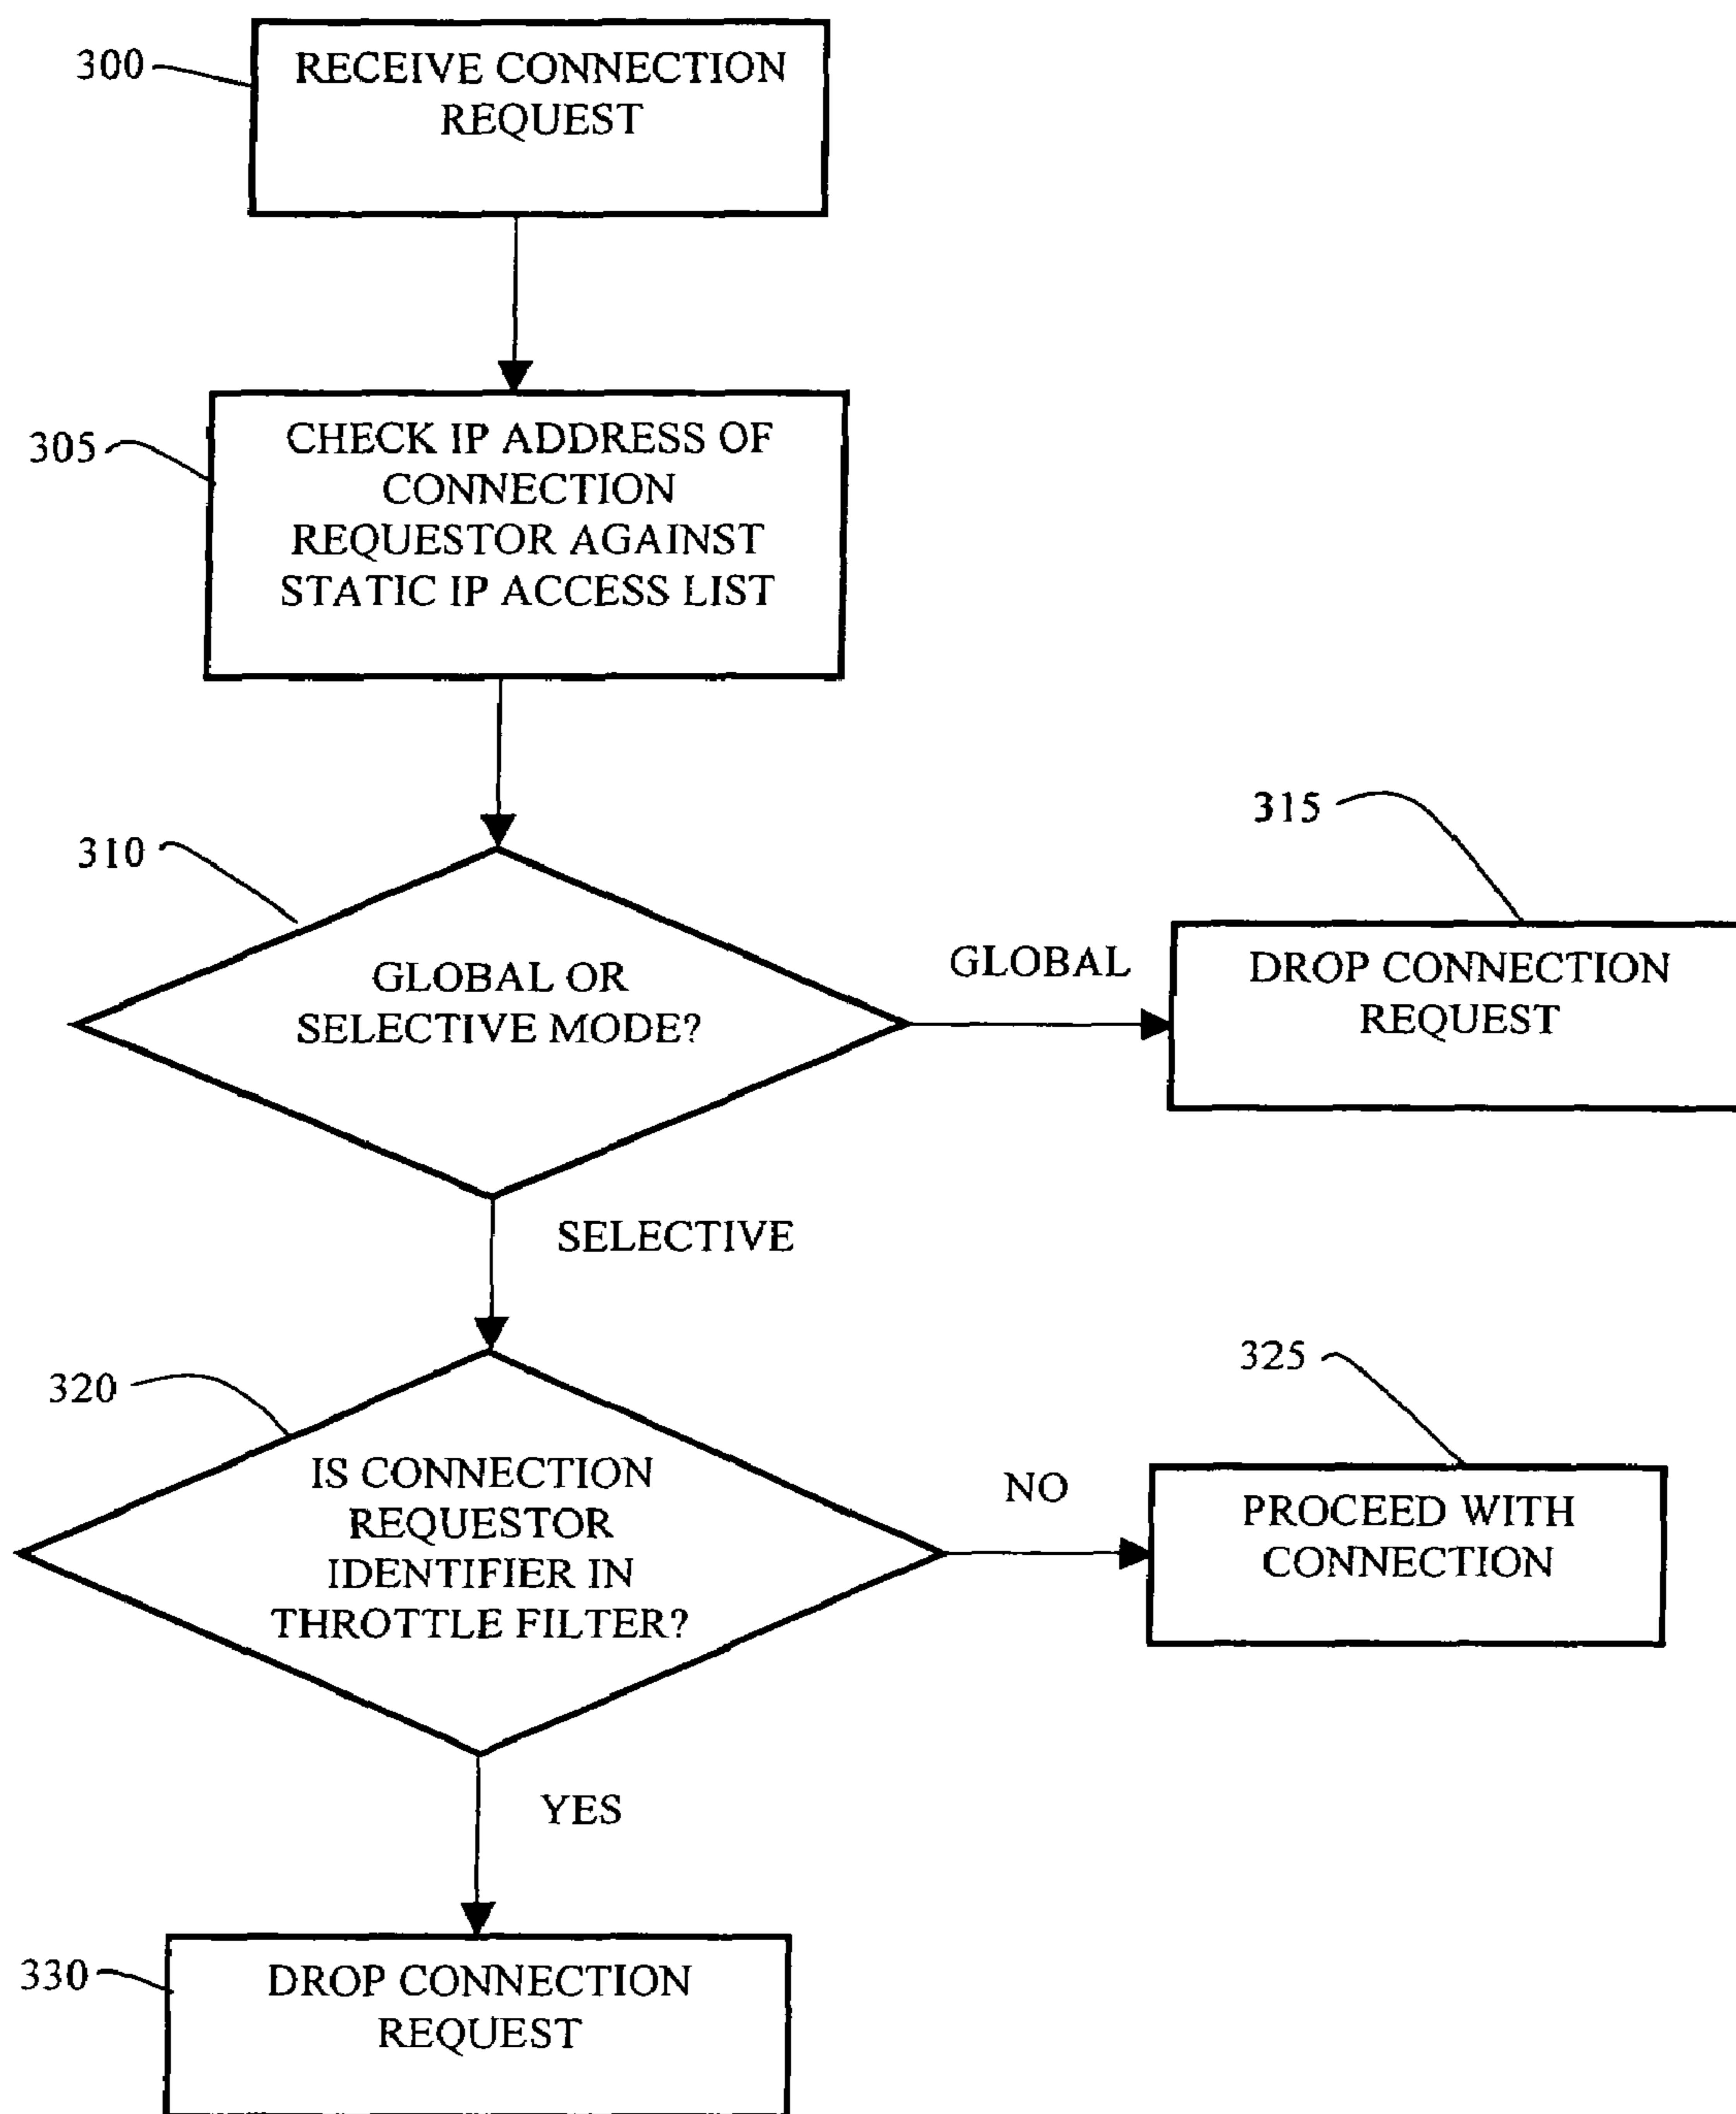 300
RECEIVE CONNECTION
REQUEST
305
CHECK IP ADDRESS OF
CONNECTION
REQUESTOR AGAINST
STATIC IP ACCESS LIST
310
GLOBAL OR
SELECTIVE MODE?
GLOBAL
315
DROP CONNECTION
REQUEST
SELECTIVE
320
IS CONNECTION
REQUESTOR
IDENTIFIER IN
THROTTLE FILTER?
NO
325
PROCEED WITH
CONNECTION
YES
330
DROP CONNECTION
REQUEST